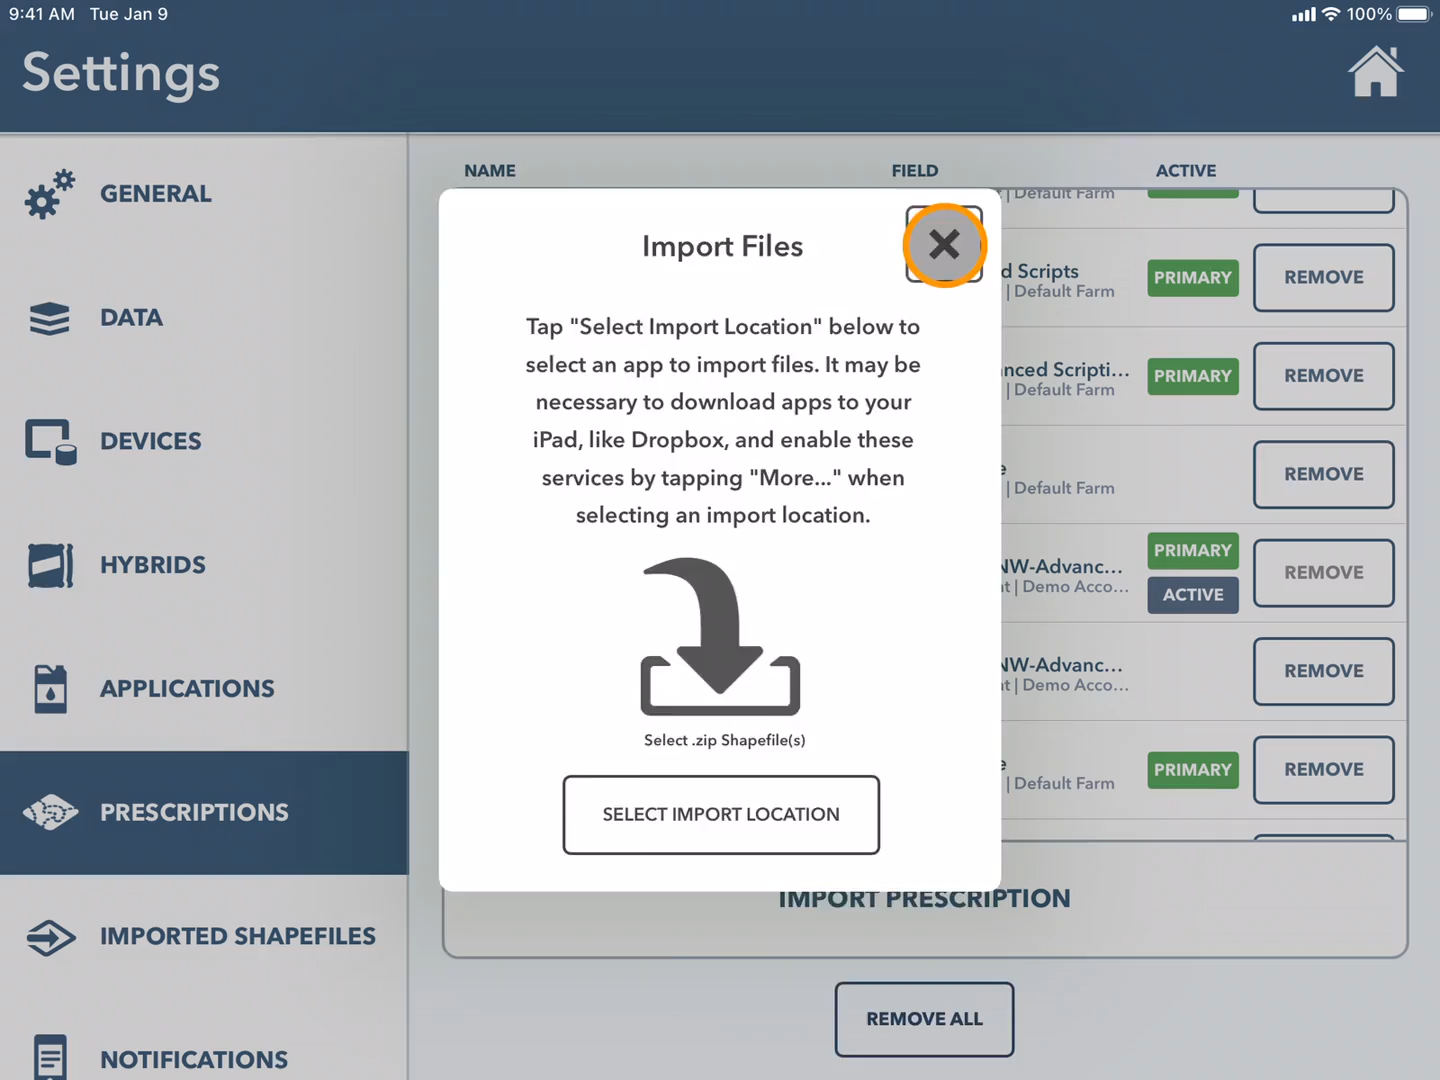 9:41 AM Tue Jan 9
100%
Settings
GENERAL
DATA
DEVICES
HYBRIDS
APPLICATIONS
PRESCRIPTIONS
IMPORTED SHAPEFILES
NOTIFICATIONS
NAME FIELD ACTIVE
| Default Farm
d Scripts
| Default Farm
PRIMARY
REMOVE
nced Scripti...
| Default Farm
PRIMARY
REMOVE
e
| Default Farm
REMOVE
NW-Advanc...
nt | Demo Acco...
PRIMARY
ACTIVE
REMOVE
NW-Advanc...
nt | Demo Acco...
REMOVE
e
| Default Farm
PRIMARY
REMOVE
Import Files
Tap "Select Import Location" below to
select an app to import files. It may be
necessary to download apps to your
iPad, like Dropbox, and enable these
services by tapping "More..." when
selecting an import location.
Select .zip Shapefile(s)
SELECT IMPORT LOCATION
IMPORT PRESCRIPTION
REMOVE ALL